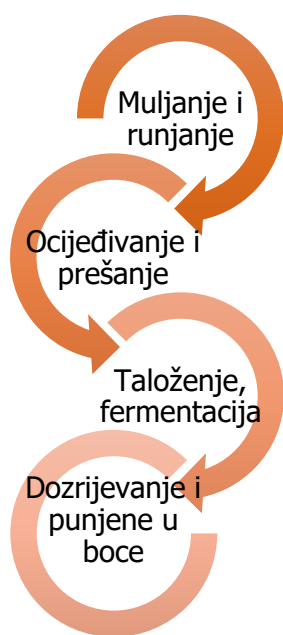 Muljanje i
runjanje
Ocijeđivanje i
prešanje
Taloženje,
fermentacija
Dozrijevanje i
punjene u
boce